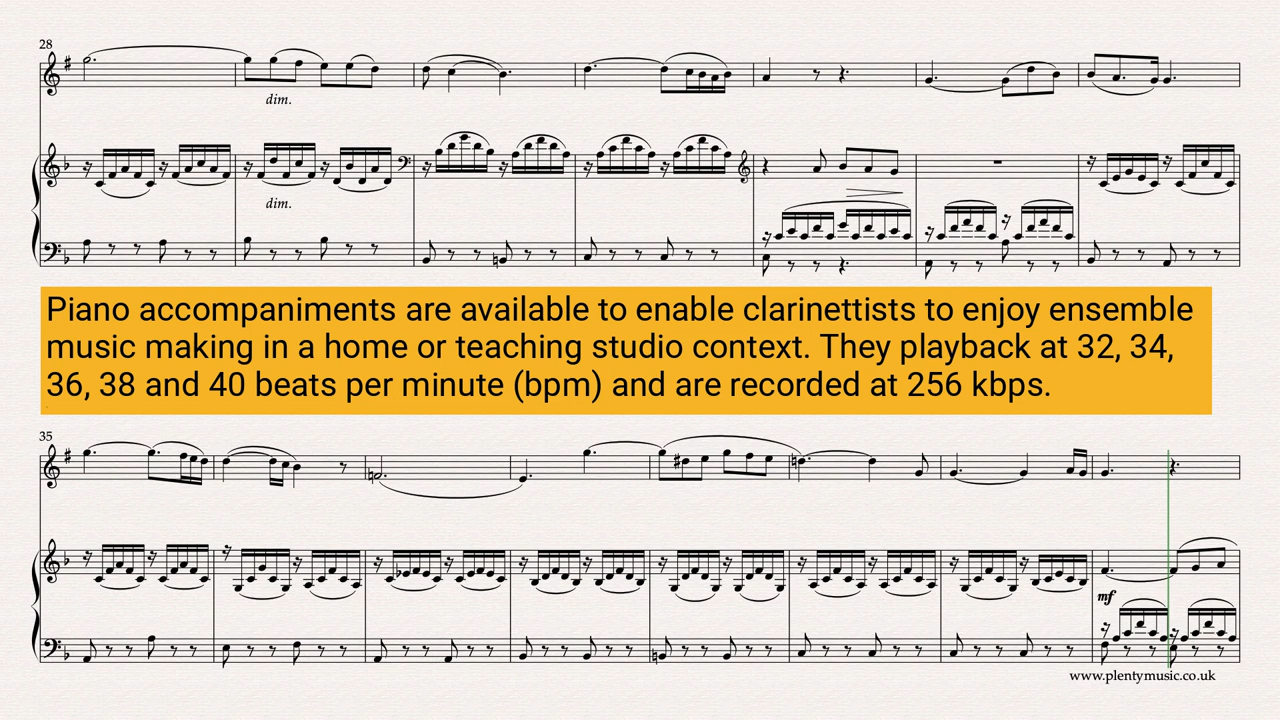 28
dim.
dim.
Piano accompaniments are available to enable clarinettists to enjoy ensemble
music making in a home or teaching studio context. They playback at 32, 34,
36, 38 and 40 beats per minute (bpm) and are recorded at 256 kbps.
35
mf
www.plentymusic.co.uk